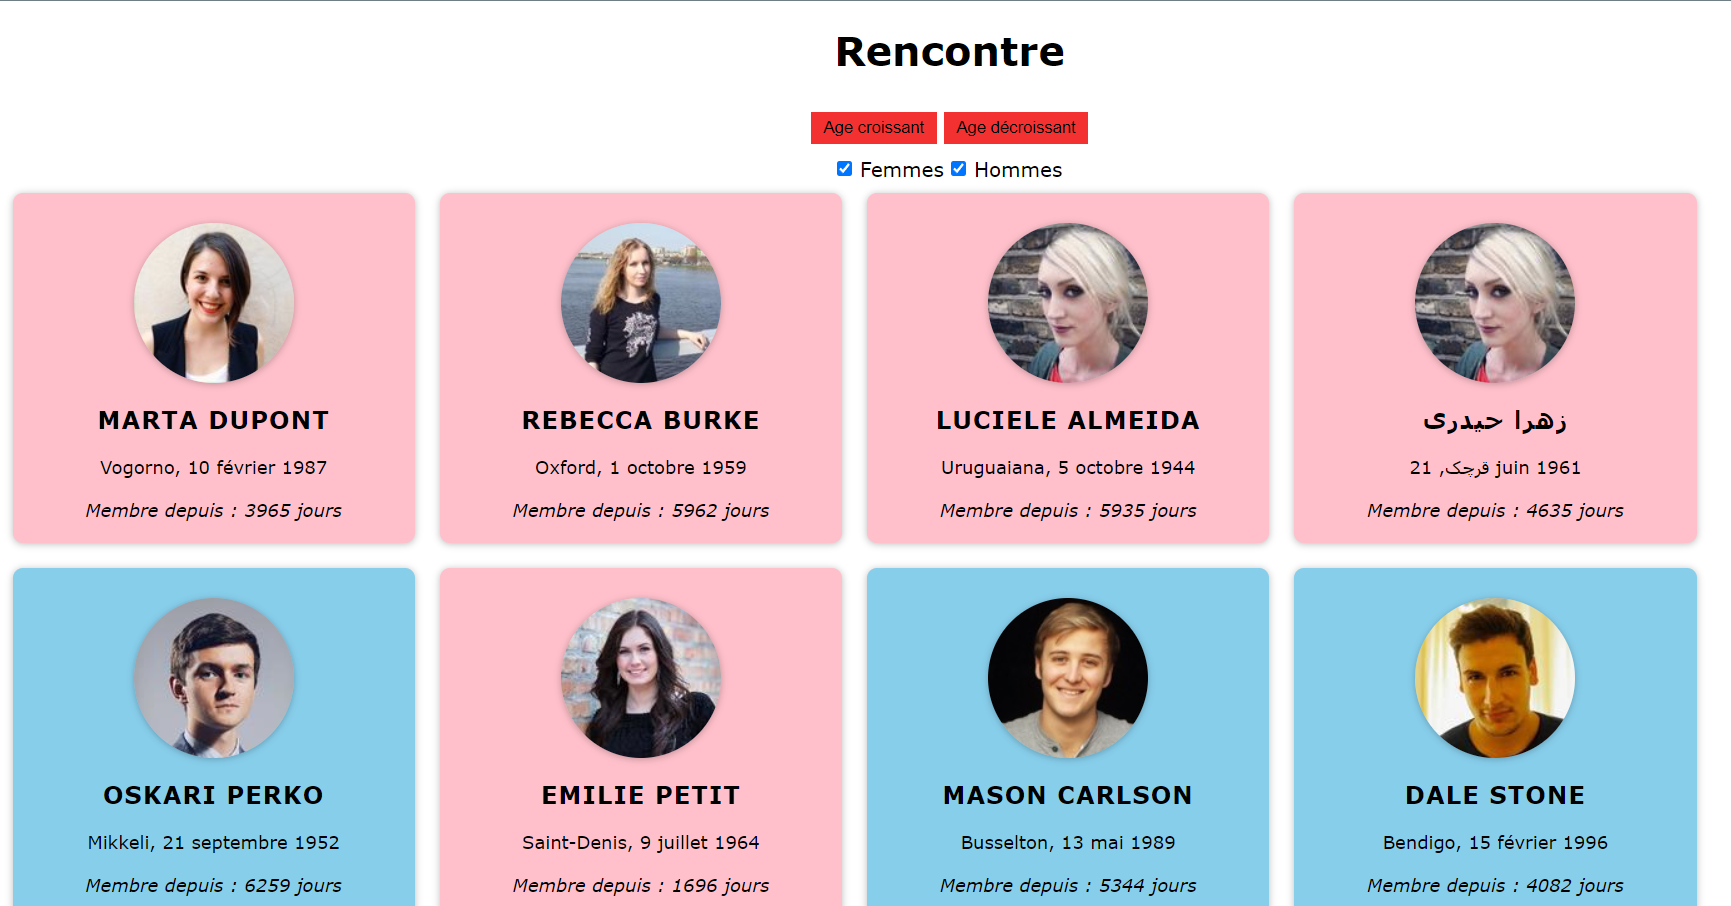 Rencontre
Age croissant Age décroissant
Femmes Hommes
MARTA DUPONT
Vogorno, 10 février 1987
Membre depuis : 3965 jours
REBECCA BURKE
Oxford, 1 octobre 1959
Membre depuis : 5962 jours
LUCIELE ALMEIDA
Uruguaiana, 5 octobre 1944
Membre depuis : 5935 jours
زهرا حیدری
قرچک, 21 juin 1961
Membre depuis : 4635 jours
OSKARI PERKO
Mikkeli, 21 septembre 1952
Membre depuis : 6259 jours
EMILIE PETIT
Saint-Denis, 9 juillet 1964
Membre depuis : 1696 jours
MASON CARLSON
Busselton, 13 mai 1989
Membre depuis : 5344 jours
DALE STONE
Bendigo, 15 février 1996
Membre depuis : 4082 jours